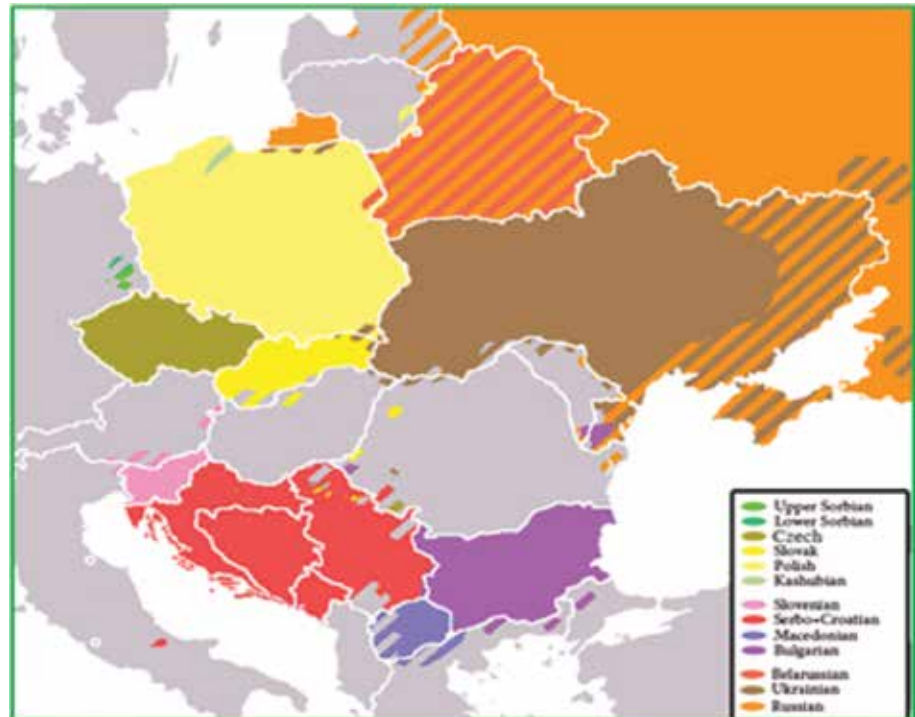 Upper Sorbian
Lower Sorbian
Czech
Slovak
Polish
Kashubian
Slovenian
Serbo-Croatian
Macedonian
Bulgarian
Belarussian
Ukrainian
Russian